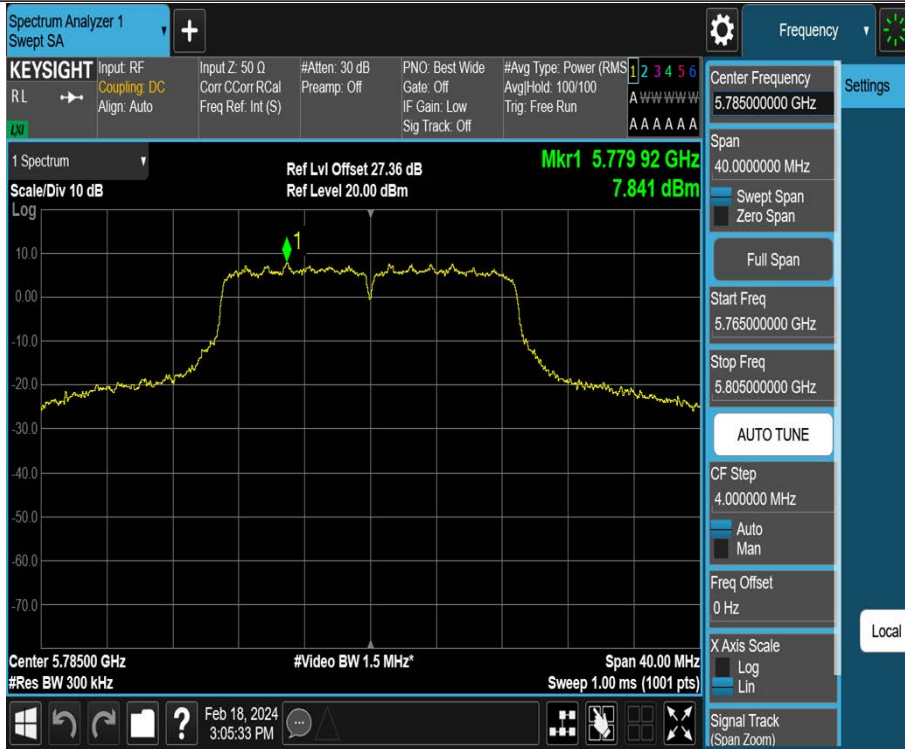 Spectrum Analyzer 1
Swept SA
+
Frequency
KEYSIGHT
R L
LXI
Input: RF
Coupling: DC
Align: Auto
Input Z: 50 Ω
Corr CCorr RCal
Freq Ref: Int (S)
#Atten: 30 dB
Preamp: Off
PNO: Best Wide
Gate: Off
IF Gain: Low
Sig Track: Off
#Avg Type: Power (RMS
Avg|Hold: 100/100
Trig: Free Run
1 2 3 4 5 6
A W W W W W
A A A A A A
1 Spectrum
Scale/Div 10 dB
Log
Ref Lvl Offset 27.36 dB
Ref Level 20.00 dBm
Mkr1 5.779 92 GHz
7.841 dBm
1
10.0
0.00
-10.0
-20.0
-30.0
-40.0
-50.0
-60.0
-70.0
Center 5.78500 GHz
#Res BW 300 kHz
#Video BW 1.5 MHz*
Span 40.00 MHz
Sweep 1.00 ms (1001 pts)
Center Frequency
5.785000000 GHz
Settings
Span
40.0000000 MHz
Swept Span
Zero Span
Full Span
Start Freq
5.765000000 GHz
Stop Freq
5.805000000 GHz
AUTO TUNE
CF Step
4.000000 MHz
Auto
Man
Freq Offset
0 Hz
X Axis Scale
Log
Lin
Local
Signal Track
(Span Zoom)
?
Feb 18, 2024
3:05:33 PM